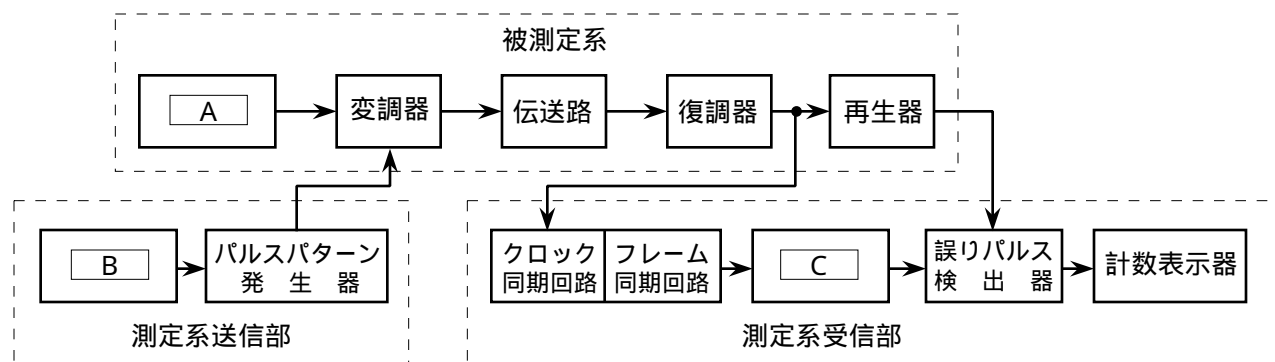 被測定系
A
変調器
伝送路
復調器
再生器
B
パルスパターン
発生器
クロック
同期回路
フレーム
同期回路
C
誤りパルス
検出器
計数表示器
測定系送信部
測定系受信部